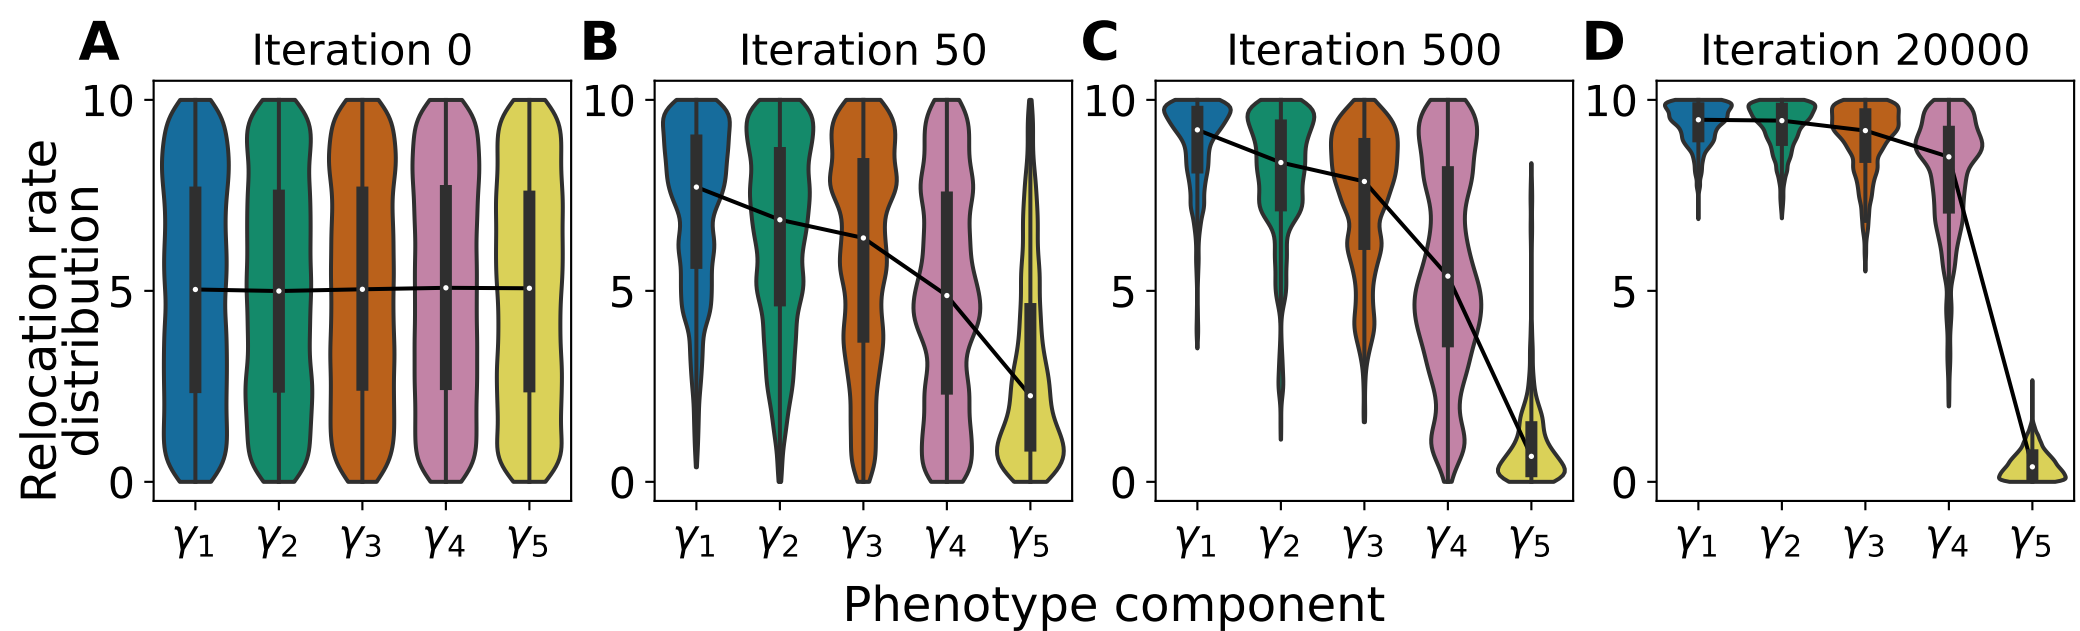 A Iteration 0
B Iteration 50
C Iteration 500
D Iteration 20000
Relocation rate
distribution
10
5
0
γ1 γ2 γ3 γ4 γ5
10
5
0
γ1 γ2 γ3 γ4 γ5
10
5
0
γ1 γ2 γ3 γ4 γ5
10
5
0
γ1 γ2 γ3 γ4 γ5
Phenotype component